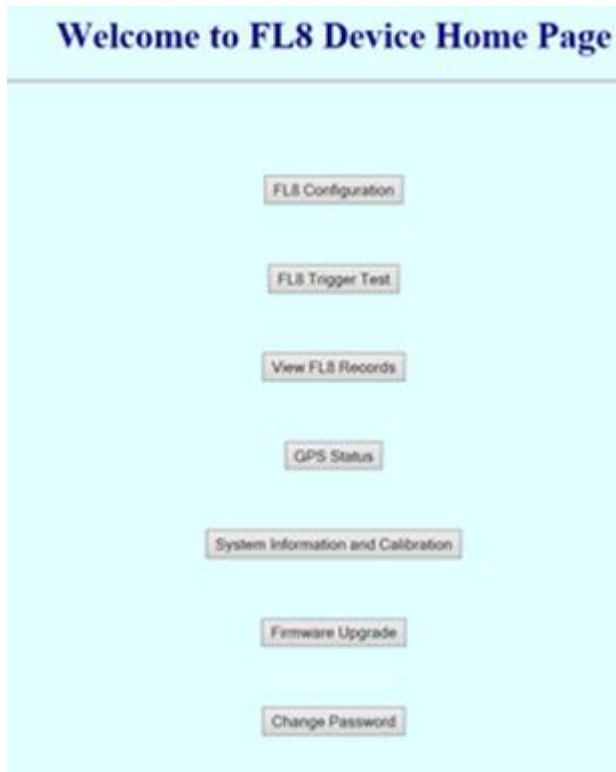 Welcome to FL8 Device Home Page
FL8 Configuration
FL8 Trigger Test
View FL8 Records
GPS Status
System Information and Calibration
Firmware Upgrade
Change Password